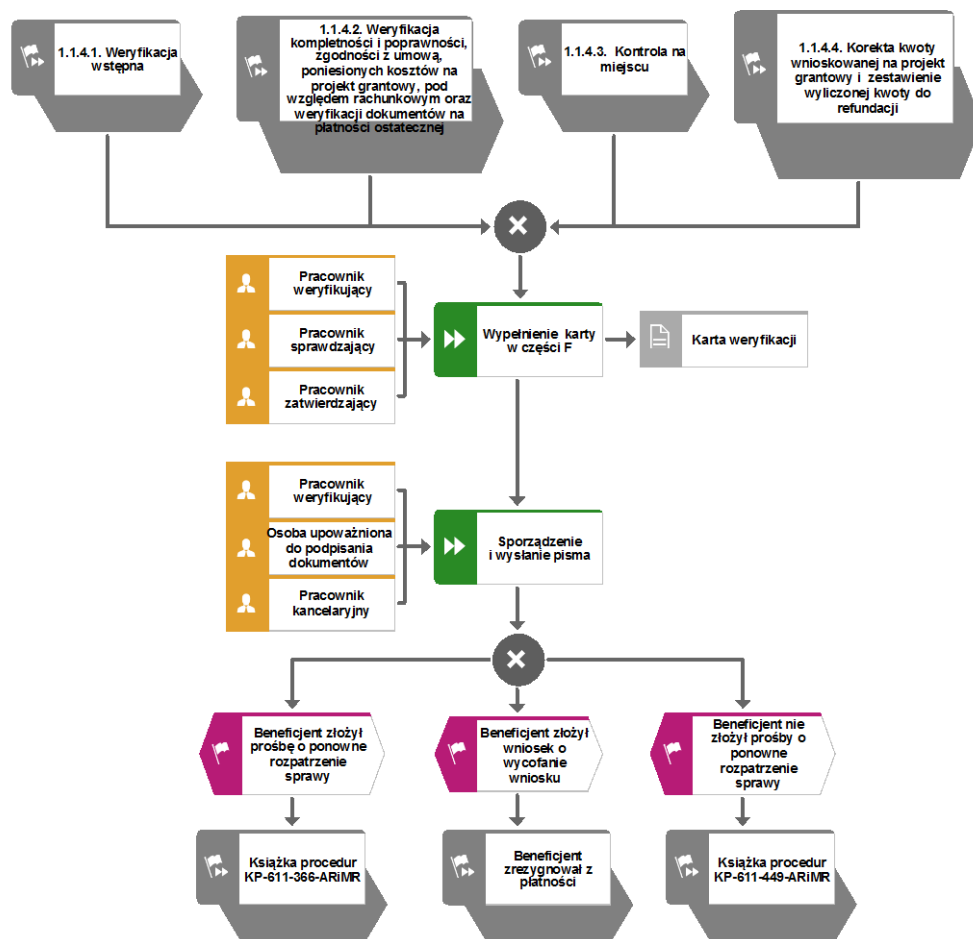 1.1.4.1. Weryfikacja
wstępna
1.1.4.2. Weryfikacja
kompletności i poprawności,
zgodności z umową,
poniesionych kosztów na
projekt grantowy, pod
względem rachunkowym oraz
weryfikacji dokumentów na
płatności ostatecznej
1.1.4.3. Kontrola na
miejscu
1.1.4.4. Korekta kwoty
wnioskowanej na projekt
grantowy i zestawienie
wyliczonej kwoty do
refundacji
Pracownik
weryfikujący
Pracownik
sprawdzający
Pracownik
zatwierdzający
Wypełnienie karty
w części F
Karta weryfikacji
Pracownik
weryfikujący
Osoba upoważniona
do podpisania
dokumentów
Pracownik
kancelaryjny
Sporządzenie
i wysłanie pisma
Beneficjent złożył
prośbę o ponowne
rozpatrzenie
sprawy
Beneficjent złożył
wniosek o
wycofanie
wniosku
Beneficjent nie
złożył prośby o
ponowne
rozpatrzenie
sprawy
Książka procedur
KP-611-366-ARiMR
Beneficjent
zrezygnował z
płatności
Książka procedur
KP-611-449-ARiMR